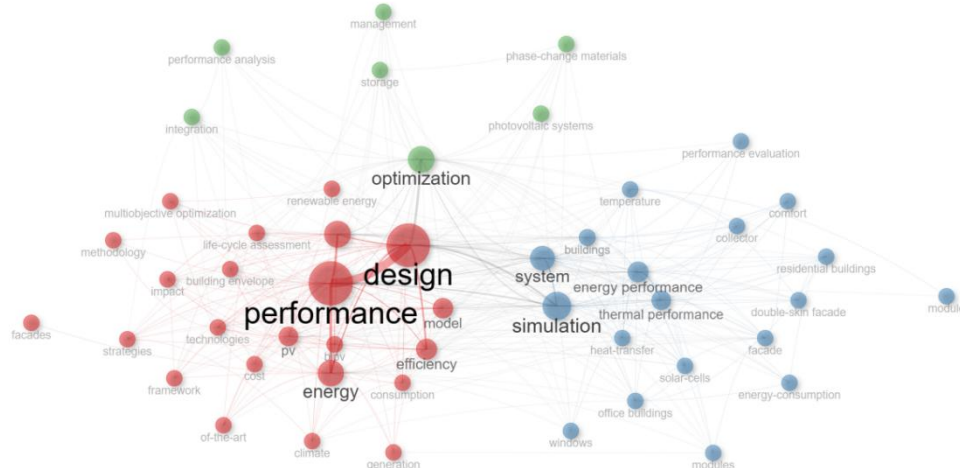 management
performance analysis
phase-change materials
storage
integration
photovoltaic systems
performance evaluation
optimization
renewable energy
temperature
multiobjective optimization
comfort
methodology
life-cycle assessment
buildings
collector
design
system
building envelope
energy performance
residential buildings
impact
performance
model
simulation
thermal performance
double-skin facade
modul
facades
strategies
technologies
pv
bipv
efficiency
heat-transfer
facade
cost
solar-cells
framework
energy
consumption
energy-consumption
office buildings
of-the-art
climate
windows
generation
modules